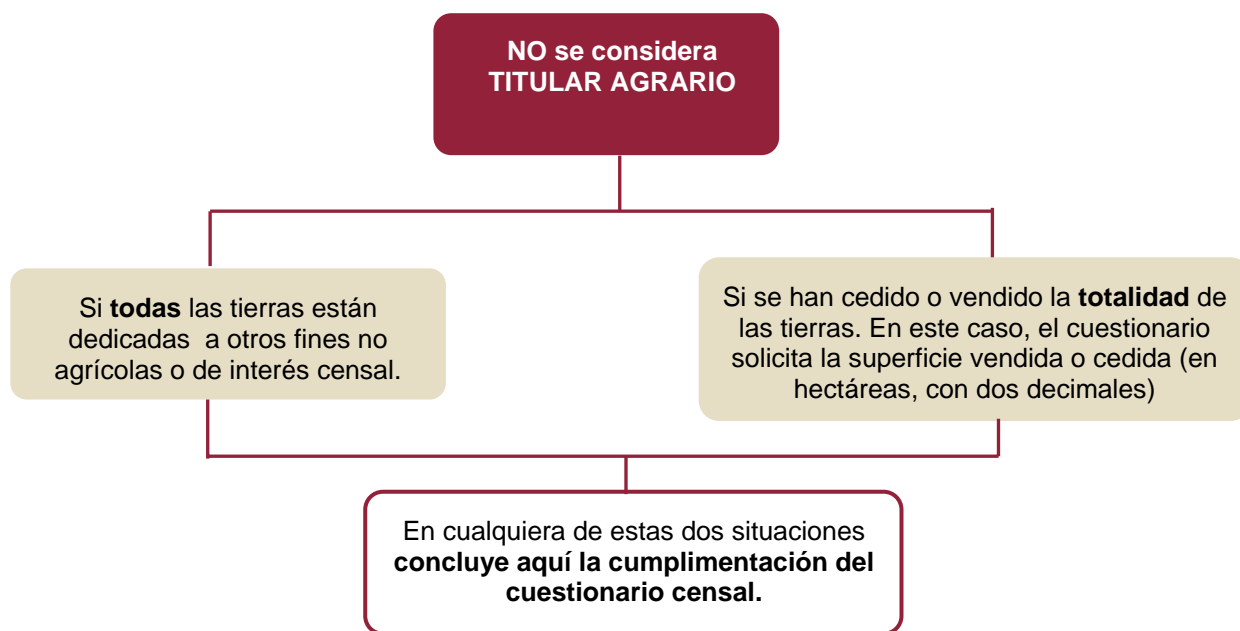 NO se considera
TITULAR AGRARIO
Si todas las tierras están
dedicadas a otros fines no
agrícolas o de interés censal.
Si se han cedido o vendido la totalidad de
las tierras. En este caso, el cuestionario
solicita la superficie vendida o cedida (en
hectáreas, con dos decimales)
En cualquiera de estas dos situaciones
concluye aquí la cumplimentación del
cuestionario censal.